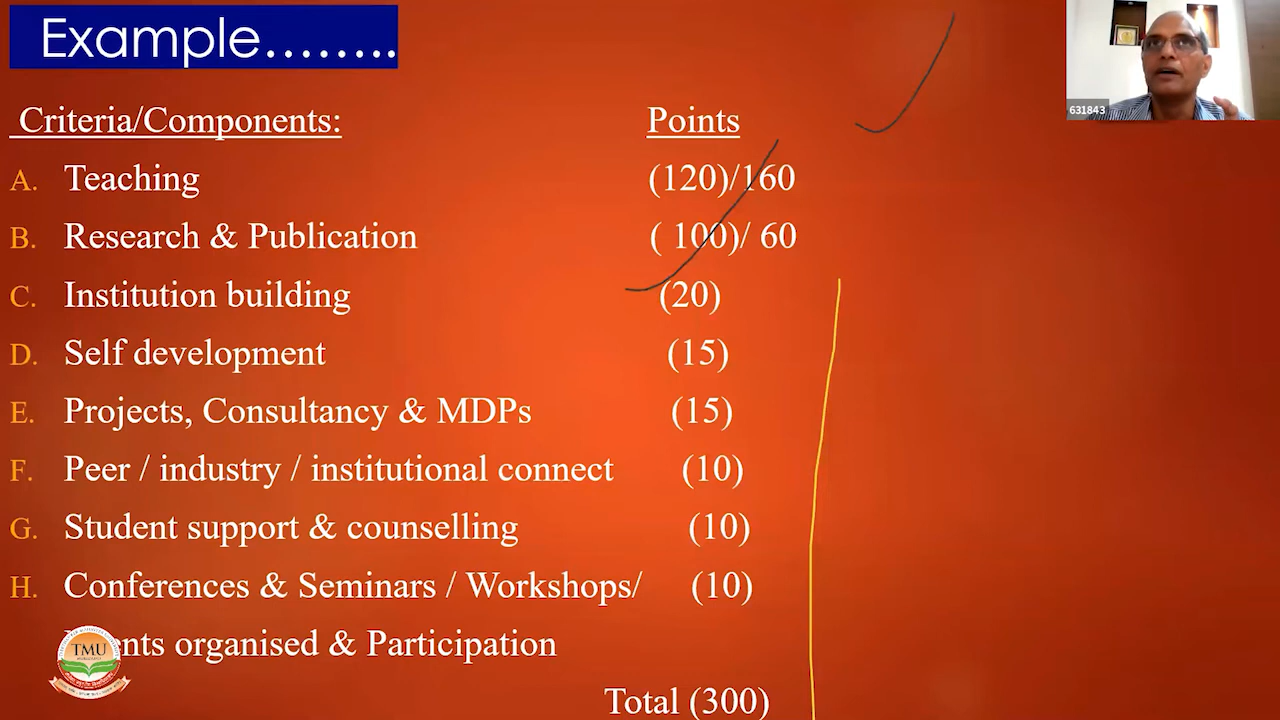 Example........
631843
Criteria/Components: Points
A. Teaching (120)/160
B. Research & Publication ( 100)/ 60
C. Institution building (20)
D. Self development (15)
E. Projects, Consultancy & MDPs (15)
F. Peer / industry / institutional connect (10)
G. Student support & counselling (10)
H. Conferences & Seminars / Workshops/ (10)
organised & Participation
TMU
Total (300)